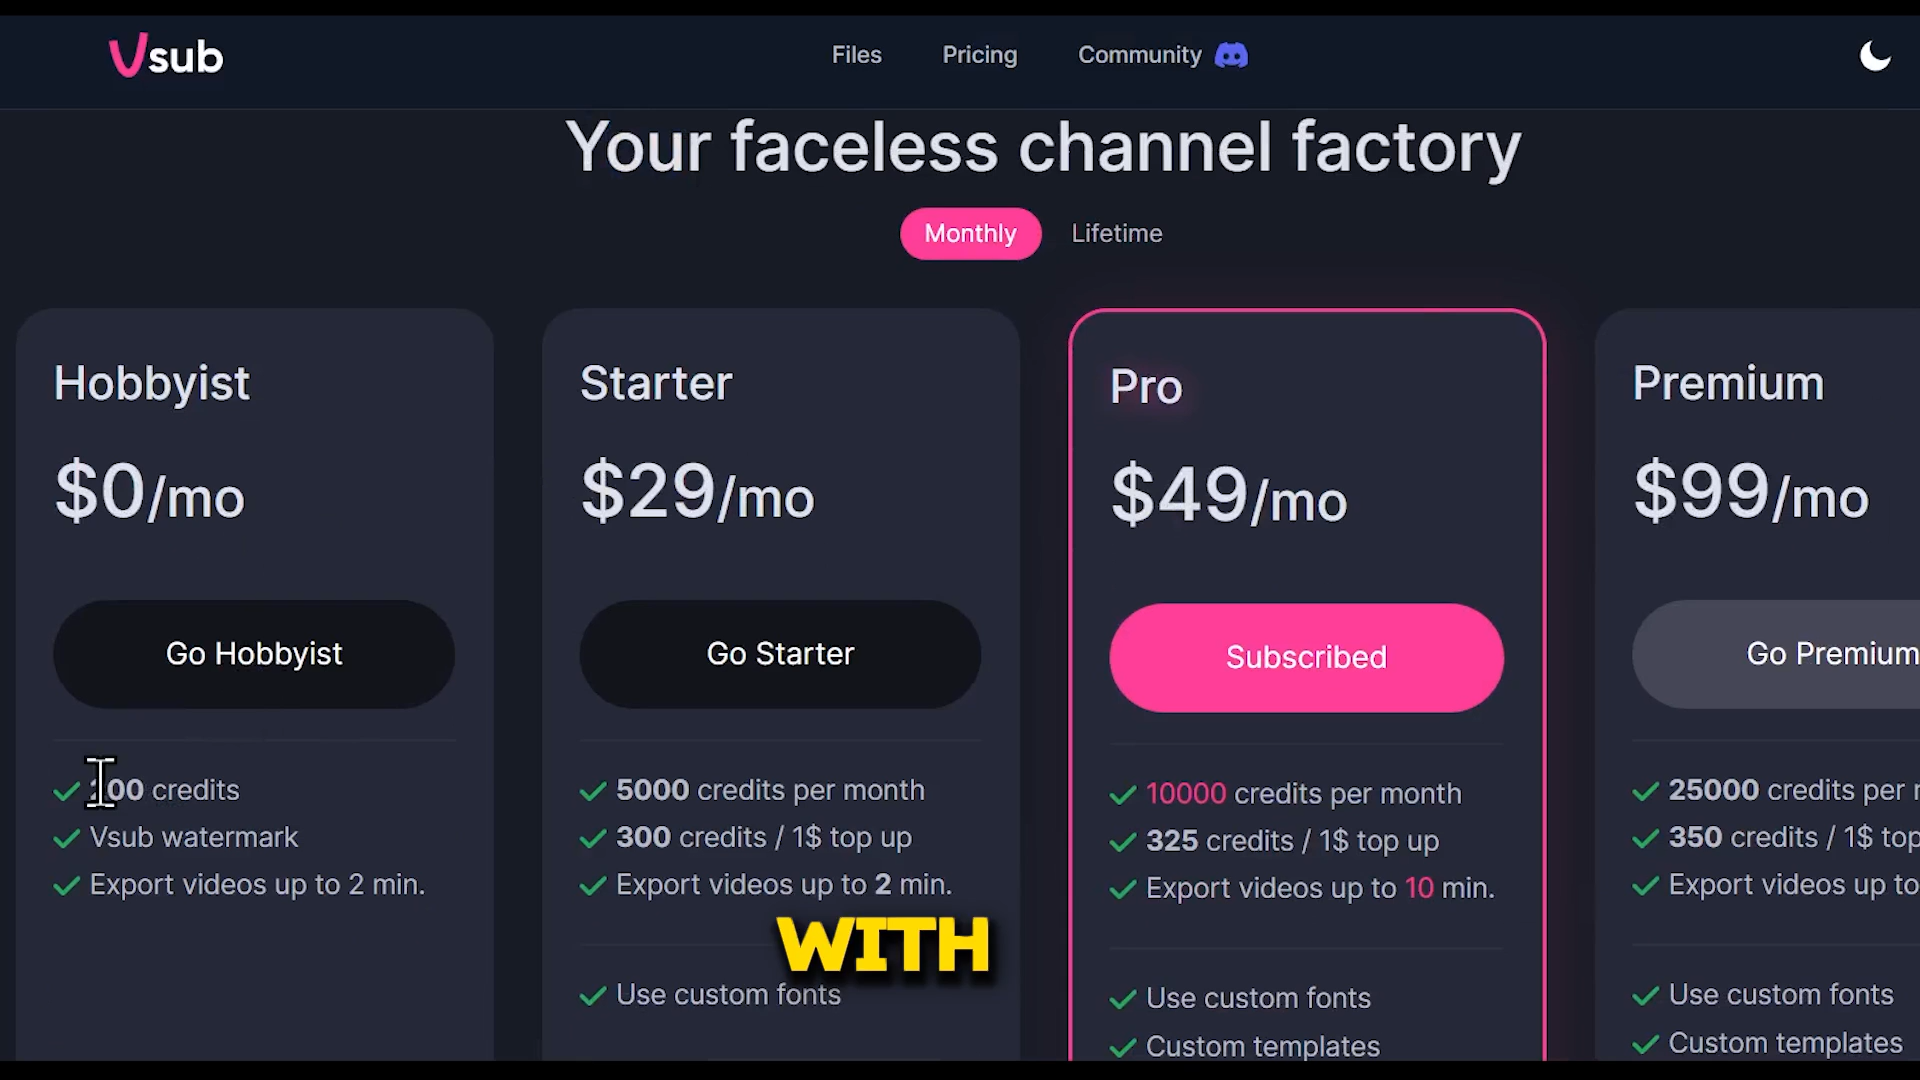 Vsub
Files
Pricing
Community
Your faceless channel factory
Monthly
Lifetime
Hobbyist
$0/mo
Go Hobbyist
credits
Vsub watermark
Export videos up to 2 min.
Starter
$29/mo
Go Starter
5000 credits per month
300 credits / 1$ top up
Export videos up to 2 min.
Use custom fonts
Pro
$49/mo
Subscribed
10000 credits per month
325 credits / 1$ top up
Export videos up to 10 min.
Use custom fonts
Custom templates
Premium
$99/mo
Go Premium
25000 credits per
350 credits / 1$ top
Export videos up to
Use custom fonts
Custom templates
WITH